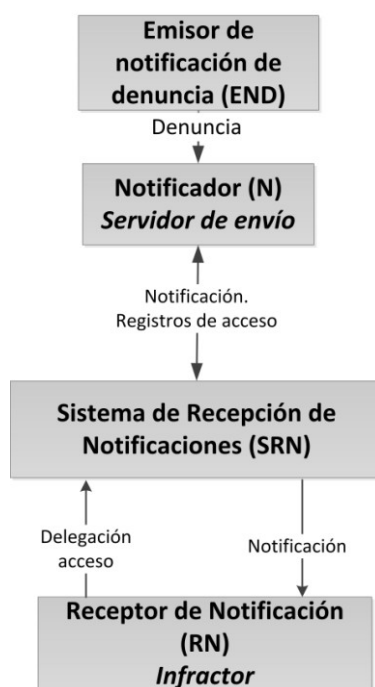 Emisor de
notificación de
denuncia (END)
Denuncia
Notificador (N)
Servidor de envío
Notificación.
Registros de acceso
Sistema de Recepción de
Notificaciones (SRN)
Delegación
acceso
Notificación
Receptor de Notificación
(RN)
Infractor